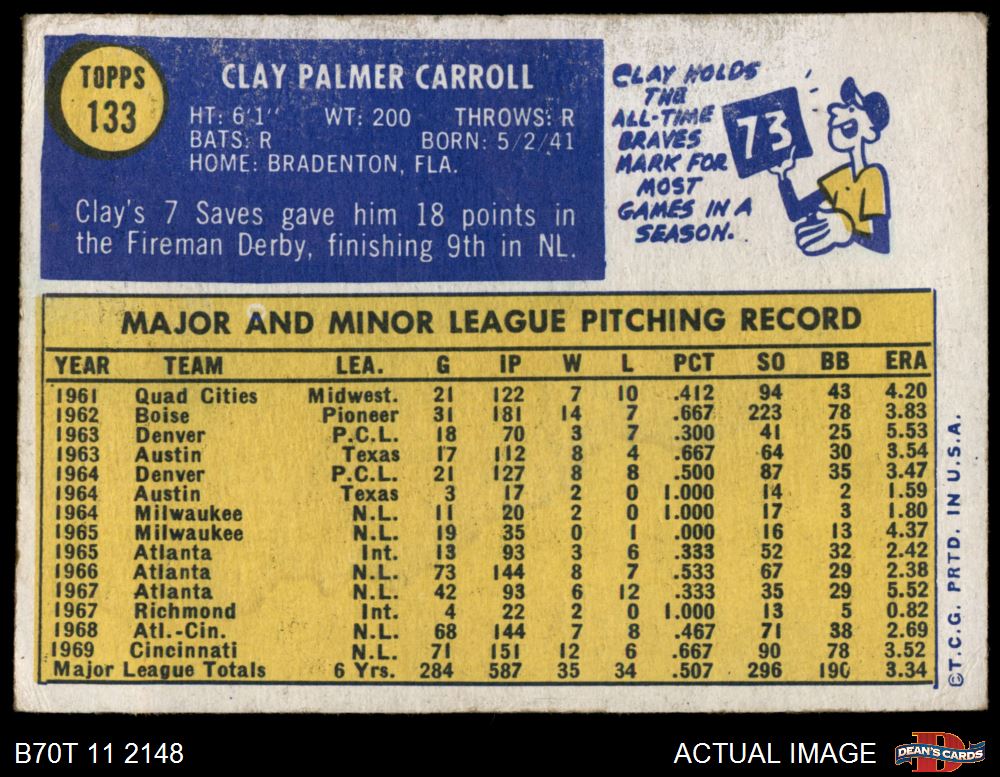 TOPPS
133
CLAY PALMER CARROLL
HT: 6'1" WT: 200 THROWS: R
BATS: R BORN: 5/2/41
HOME: BRADENTON, FLA.
Clay's 7 Saves gave him 18 points in
the Fireman Derby, finishing 9th in NL.
CLAY HOLDS
THE
ALL-TIME
BRAVES
MARK FOR
MOST
GAMES IN A
SEASON.
73
MAJOR AND MINOR LEAGUE PITCHING RECORD
YEAR TEAM LEA. G IP W L PCT SO BB ERA
1961 Quad Cities Midwest. 21 122 7 10 .412 94 43 4.20
1962 Boise Pioneer 31 181 14 7 .667 223 78 3.83
1963 Denver P.C.L. 18 70 3 7 .300 41 25 5.53
1963 Austin Texas 17 112 8 4 .667 64 30 3.54
1964 Denver P.C.L. 21 127 8 8 .500 87 35 3.47
1964 Austin Texas 3 17 2 0 1.000 14 2 1.59
1964 Milwaukee N.L. 11 20 2 0 1.000 17 3 1.80
1965 Milwaukee N.L. 19 35 0 1 .000 16 13 4.37
1965 Atlanta Int. 13 93 3 6 .333 52 32 2.42
1966 Atlanta N.L. 73 144 8 7 .533 67 29 2.38
1967 Atlanta N.L. 42 93 6 12 .333 35 29 5.52
1967 Richmond Int. 4 22 2 0 1.000 13 5 0.82
1968 Atl.-Cin. N.L. 68 144 7 8 .467 71 38 2.69
1969 Cincinnati N.L. 71 151 12 6 .667 90 78 3.52
Major League Totals 6 Yrs. 284 587 35 34 .507 296 190 3.34
©T.C.G. PRTD. IN U.S.A.
B70T 11 2148
ACTUAL IMAGE
D
DEAN'S CARDS